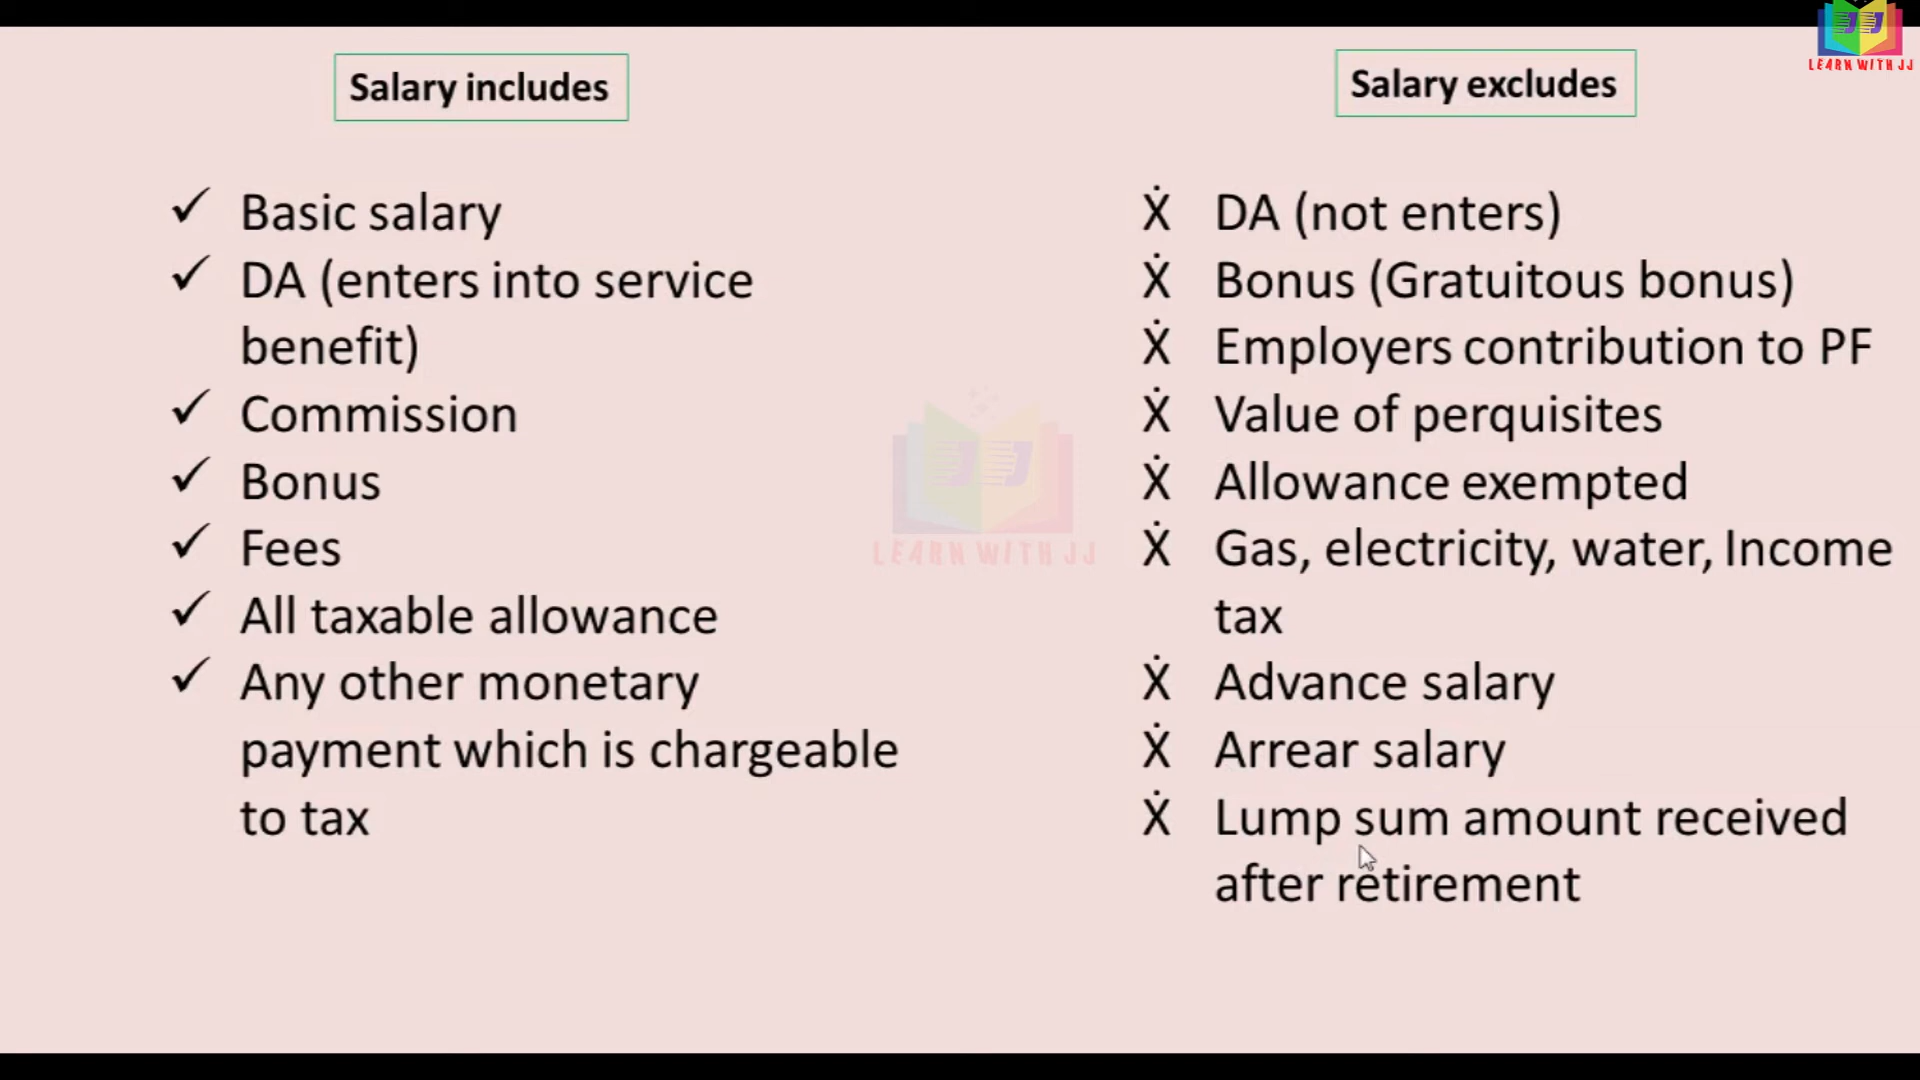 LEARN WITH JJ
Salary includes
✓ Basic salary
✓ DA (enters into service
benefit)
✓ Commission
✓ Bonus
✓ Fees
✓ All taxable allowance
✓ Any other monetary
payment which is chargeable
to tax
LEARN WITH JJ
Salary excludes
Ẋ DA (not enters)
Ẋ Bonus (Gratuitous bonus)
Ẋ Employers contribution to PF
Ẋ Value of perquisites
Ẋ Allowance exempted
Ẋ Gas, electricity, water, Income
tax
Ẋ Advance salary
Ẋ Arrear salary
Ẋ Lump sum amount received
after retirement